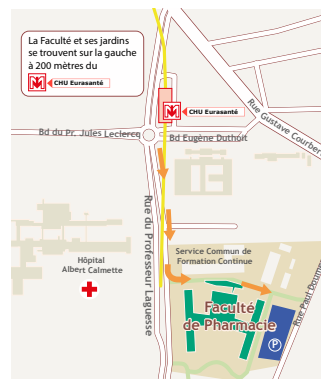 La Faculté et ses jardins
se trouvent sur la gauche
à 200 mètres du
CHU Eurasanté
CHU Eurasanté
Rue Gustave Courber
Bd du Pr. Jules Leclercq
Bd Eugène Duthoit
Rue du Professeur Laguesse
Service Commun de
Formation Continue
Hôpital
Albert Calmette
Faculté
de Pharmacie
Rue Paul Doumer
P